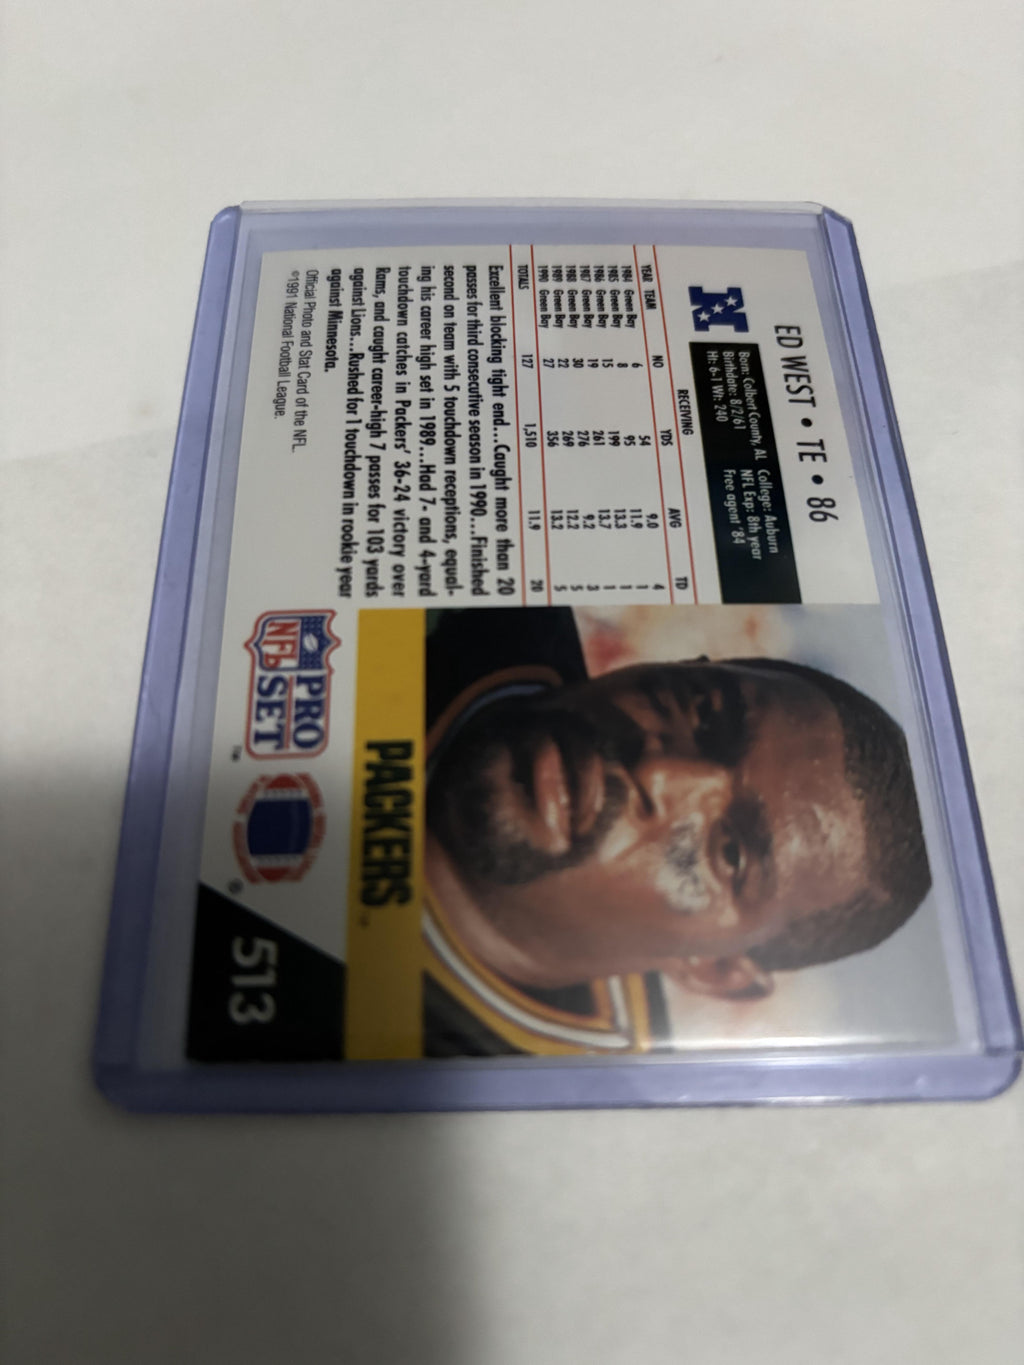 ED WEST • TE • 86
N
Born: Colbert County, AL College: Auburn
Birthdate: 8/2/61 NFL Exp: 8th year
Ht: 6-1 Wt: 240 Free agent '84
RECEIVING
YEAR TEAM NO YDS AVG TD
1984 Green Bay 6 54 9.0 4
1985 Green Bay 8 95 11.9 1
1986 Green Bay 15 199 13.3 1
1987 Green Bay 19 261 13.7 1
1988 Green Bay 30 276 9.2 3
1989 Green Bay 22 269 12.2 5
1990 Green Bay 27 356 13.2 5
TOTALS 127 1,510 11.9 20
Excellent blocking tight end...Caught more than 20
passes for third consecutive season in 1990...Finished
second on team with 5 touchdown receptions, equal-
ing his career high set in 1989...Had 7- and 4-yard
touchdown catches in Packers' 36-24 victory over
Rams, and caught career-high 7 passes for 103 yards
against Lions...Rushed for 1 touchdown in rookie year
against Minnesota.
Official Photo and Stat Card of the NFL.
©1991 National Football League.
PACKERS™
NFL PRO SET™
®
513